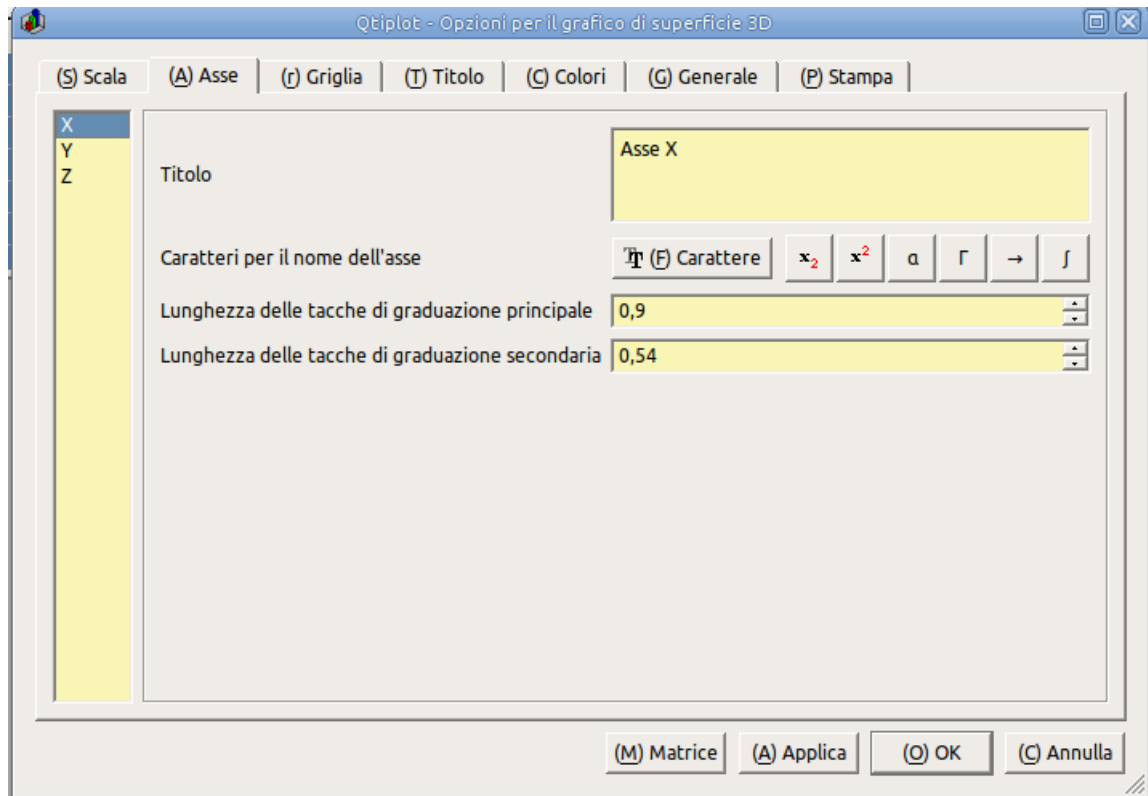 Qtiplot - Opzioni per il grafico di superficie 3D
(S) Scala (A) Asse (r) Griglia (T) Titolo (C) Colori (G) Generale (P) Stampa
X
Y
Z
Titolo
Asse X
Caratteri per il nome dell'asse (F) Carattere x₂ x² α Γ → ∫
Lunghezza delle tacche di graduazione principale 0,9
Lunghezza delle tacche di graduazione secondaria 0,54
(M) Matrice (A) Applica (O) OK (C) Annulla